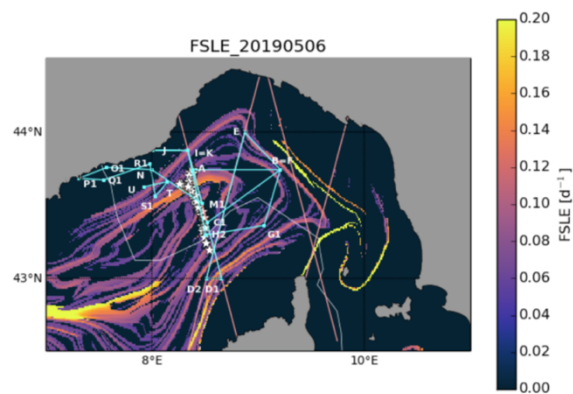 FSLE_20190506
44°N
43°N
8°E
10°E
E
J
I=K
R1
O1
A
B=F
P1
Q1
N
U
T
S1
M1
C1
H2
G1
D2
D1
0.20
0.18
0.16
0.14
0.12
0.10
0.08
0.06
0.04
0.02
0.00
FSLE [d⁻¹]